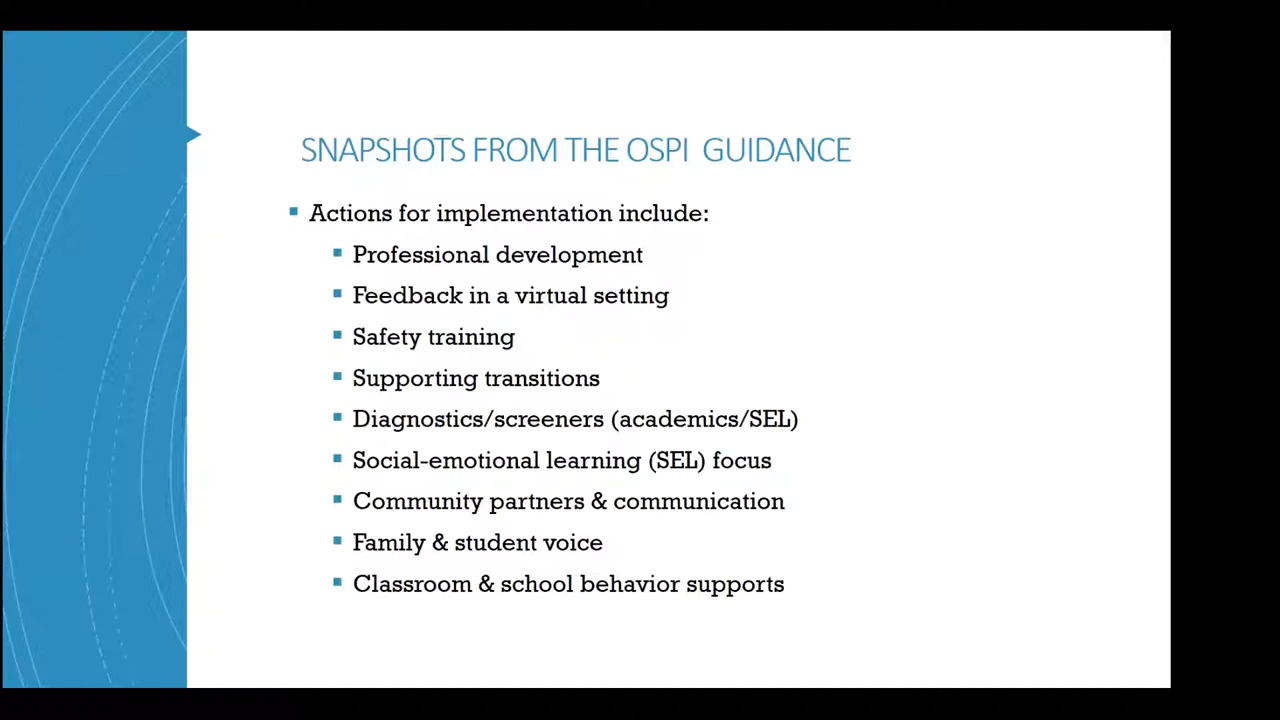 SNAPSHOTS FROM THE OSPI GUIDANCE
Actions for implementation include:
Professional development
Feedback in a virtual setting
Safety training
Supporting transitions
Diagnostics/screeners (academics/SEL)
Social-emotional learning (SEL) focus
Community partners & communication
Family & student voice
Classroom & school behavior supports